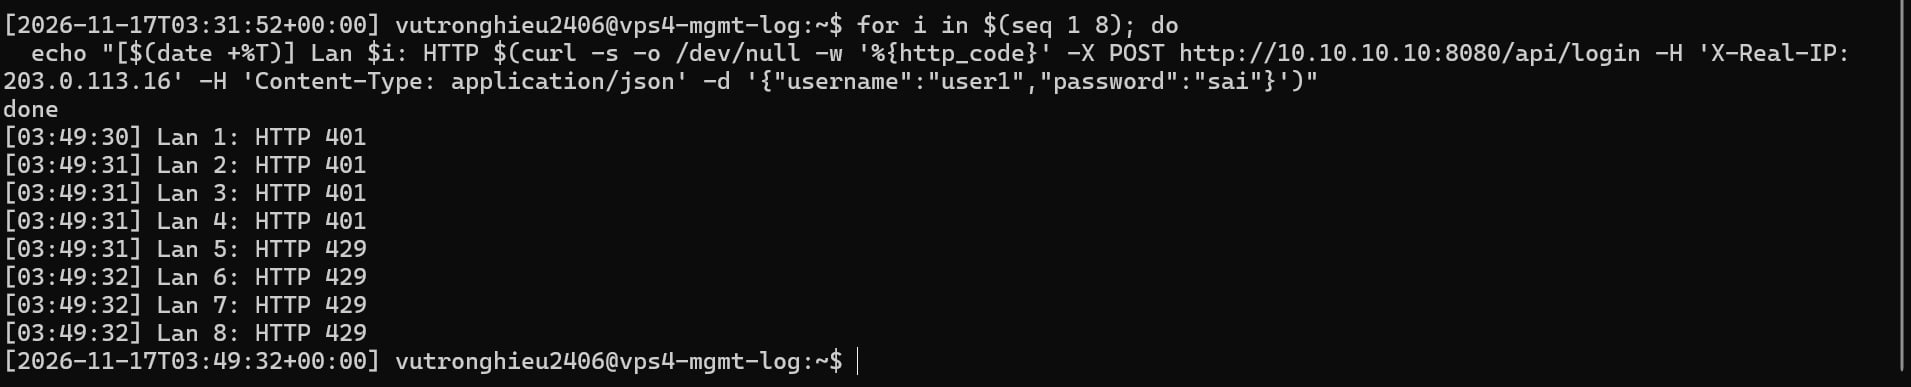 [2026-11-17T03:31:52+00:00] vutronghieu2406@vps4-mgmt-log:~$ for i in $(seq 1 8); do
  echo "[$(date +%T)] Lan $i: HTTP $(curl -s -o /dev/null -w '%{http_code}' -X POST http://10.10.10.10:8080/api/login -H 'X-Real-IP:
203.0.113.16' -H 'Content-Type: application/json' -d '{"username":"user1","password":"sai"}')"
done
[03:49:30] Lan 1: HTTP 401
[03:49:31] Lan 2: HTTP 401
[03:49:31] Lan 3: HTTP 401
[03:49:31] Lan 4: HTTP 401
[03:49:31] Lan 5: HTTP 429
[03:49:32] Lan 6: HTTP 429
[03:49:32] Lan 7: HTTP 429
[03:49:32] Lan 8: HTTP 429
[2026-11-17T03:49:32+00:00] vutronghieu2406@vps4-mgmt-log:~$